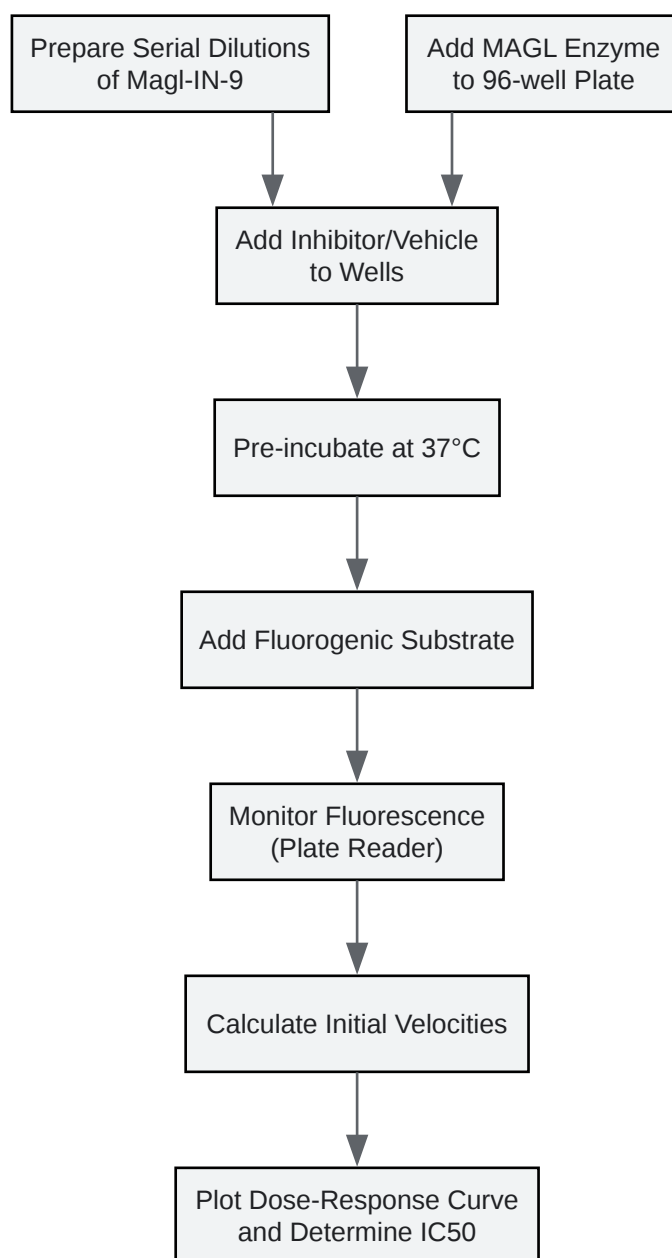 Prepare Serial Dilutions
of Magl-IN-9
Add MAGL Enzyme
to 96-well Plate
Add Inhibitor/Vehicle
to Wells
Pre-incubate at 37°C
Add Fluorogenic Substrate
Monitor Fluorescence
(Plate Reader)
Calculate Initial Velocities
Plot Dose-Response Curve
and Determine IC50